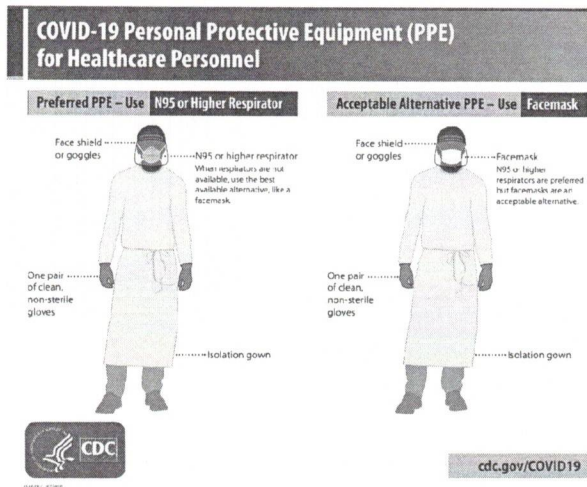 COVID-19 Personal Protective Equipment (PPE)
for Healthcare Personnel
Preferred PPE – Use N95 or Higher Respirator
Face shield
or goggles
N95 or higher respirator
When respirators are not
available, use the best
available alternative, like a
facemask.
One pair
of clean,
non-sterile
gloves
Isolation gown
Acceptable Alternative PPE – Use Facemask
Face shield
or goggles
Facemask
N95 or higher
respirators are preferred
but facemasks are an
acceptable alternative.
One pair
of clean,
non-sterile
gloves
Isolation gown
CDC
cdc.gov/COVID19